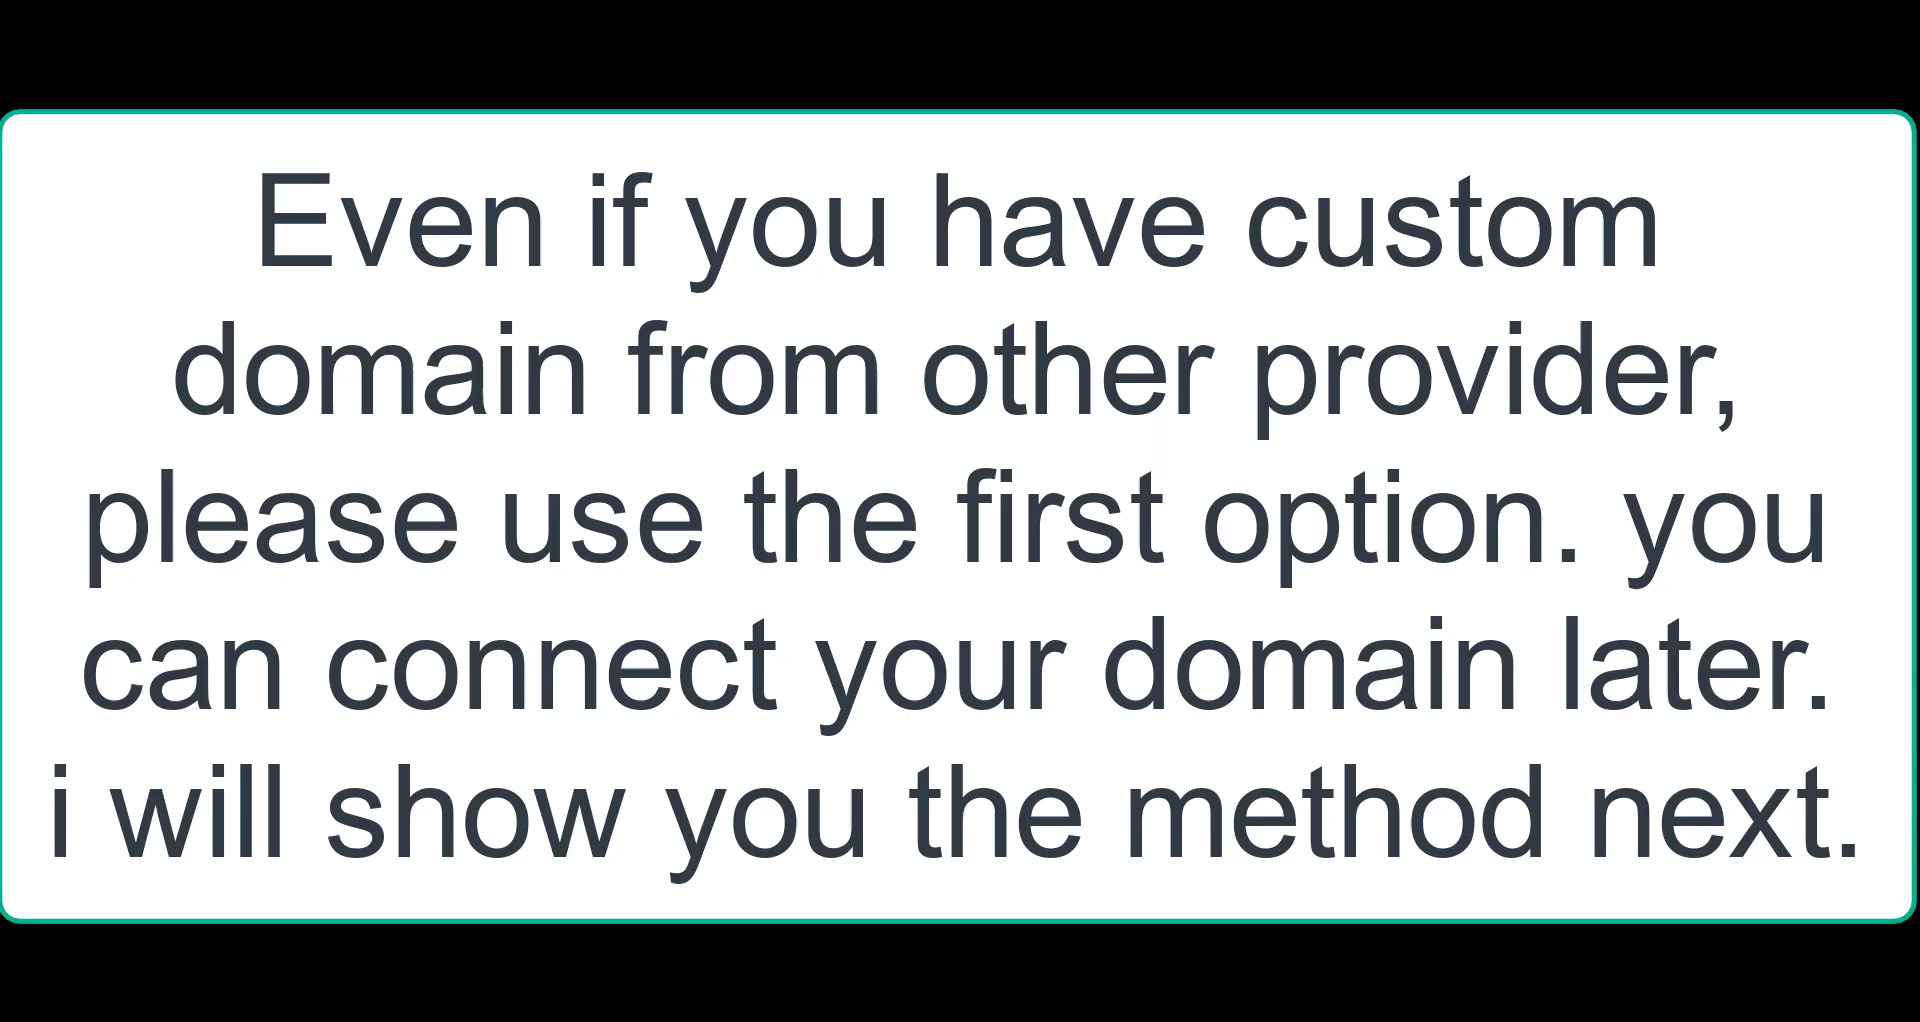 Even if you have custom
domain from other provider,
please use the first option. you
can connect your domain later.
i will show you the method next.